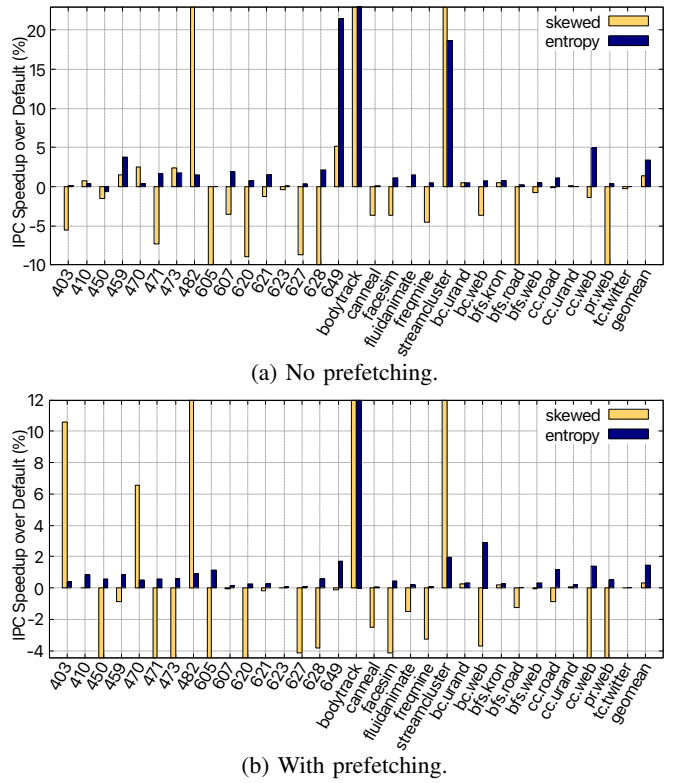 IPC Speedup over Default (%)
20
15
10
5
0
-5
-10
skewed
entropy
403
410
450
459
470
471
473
482
605
607
620
621
623
627
628
649
bodytrack
canneal
facesim
fluidanimate
freqmine
streamcluster
bc.urand
bc.web
bfs.kron
bfs.road
bfs.web
cc.road
cc.urand
cc.web
pr.web
tc.twitter
geomean
(a) No prefetching.
IPC Speedup over Default (%)
12
10
8
6
4
2
0
-2
-4
skewed
entropy
403
410
450
459
470
471
473
482
605
607
620
621
623
627
628
649
bodytrack
canneal
facesim
fluidanimate
freqmine
streamcluster
bc.urand
bc.web
bfs.kron
bfs.road
bfs.web
cc.road
cc.urand
cc.web
pr.web
tc.twitter
geomean
(b) With prefetching.